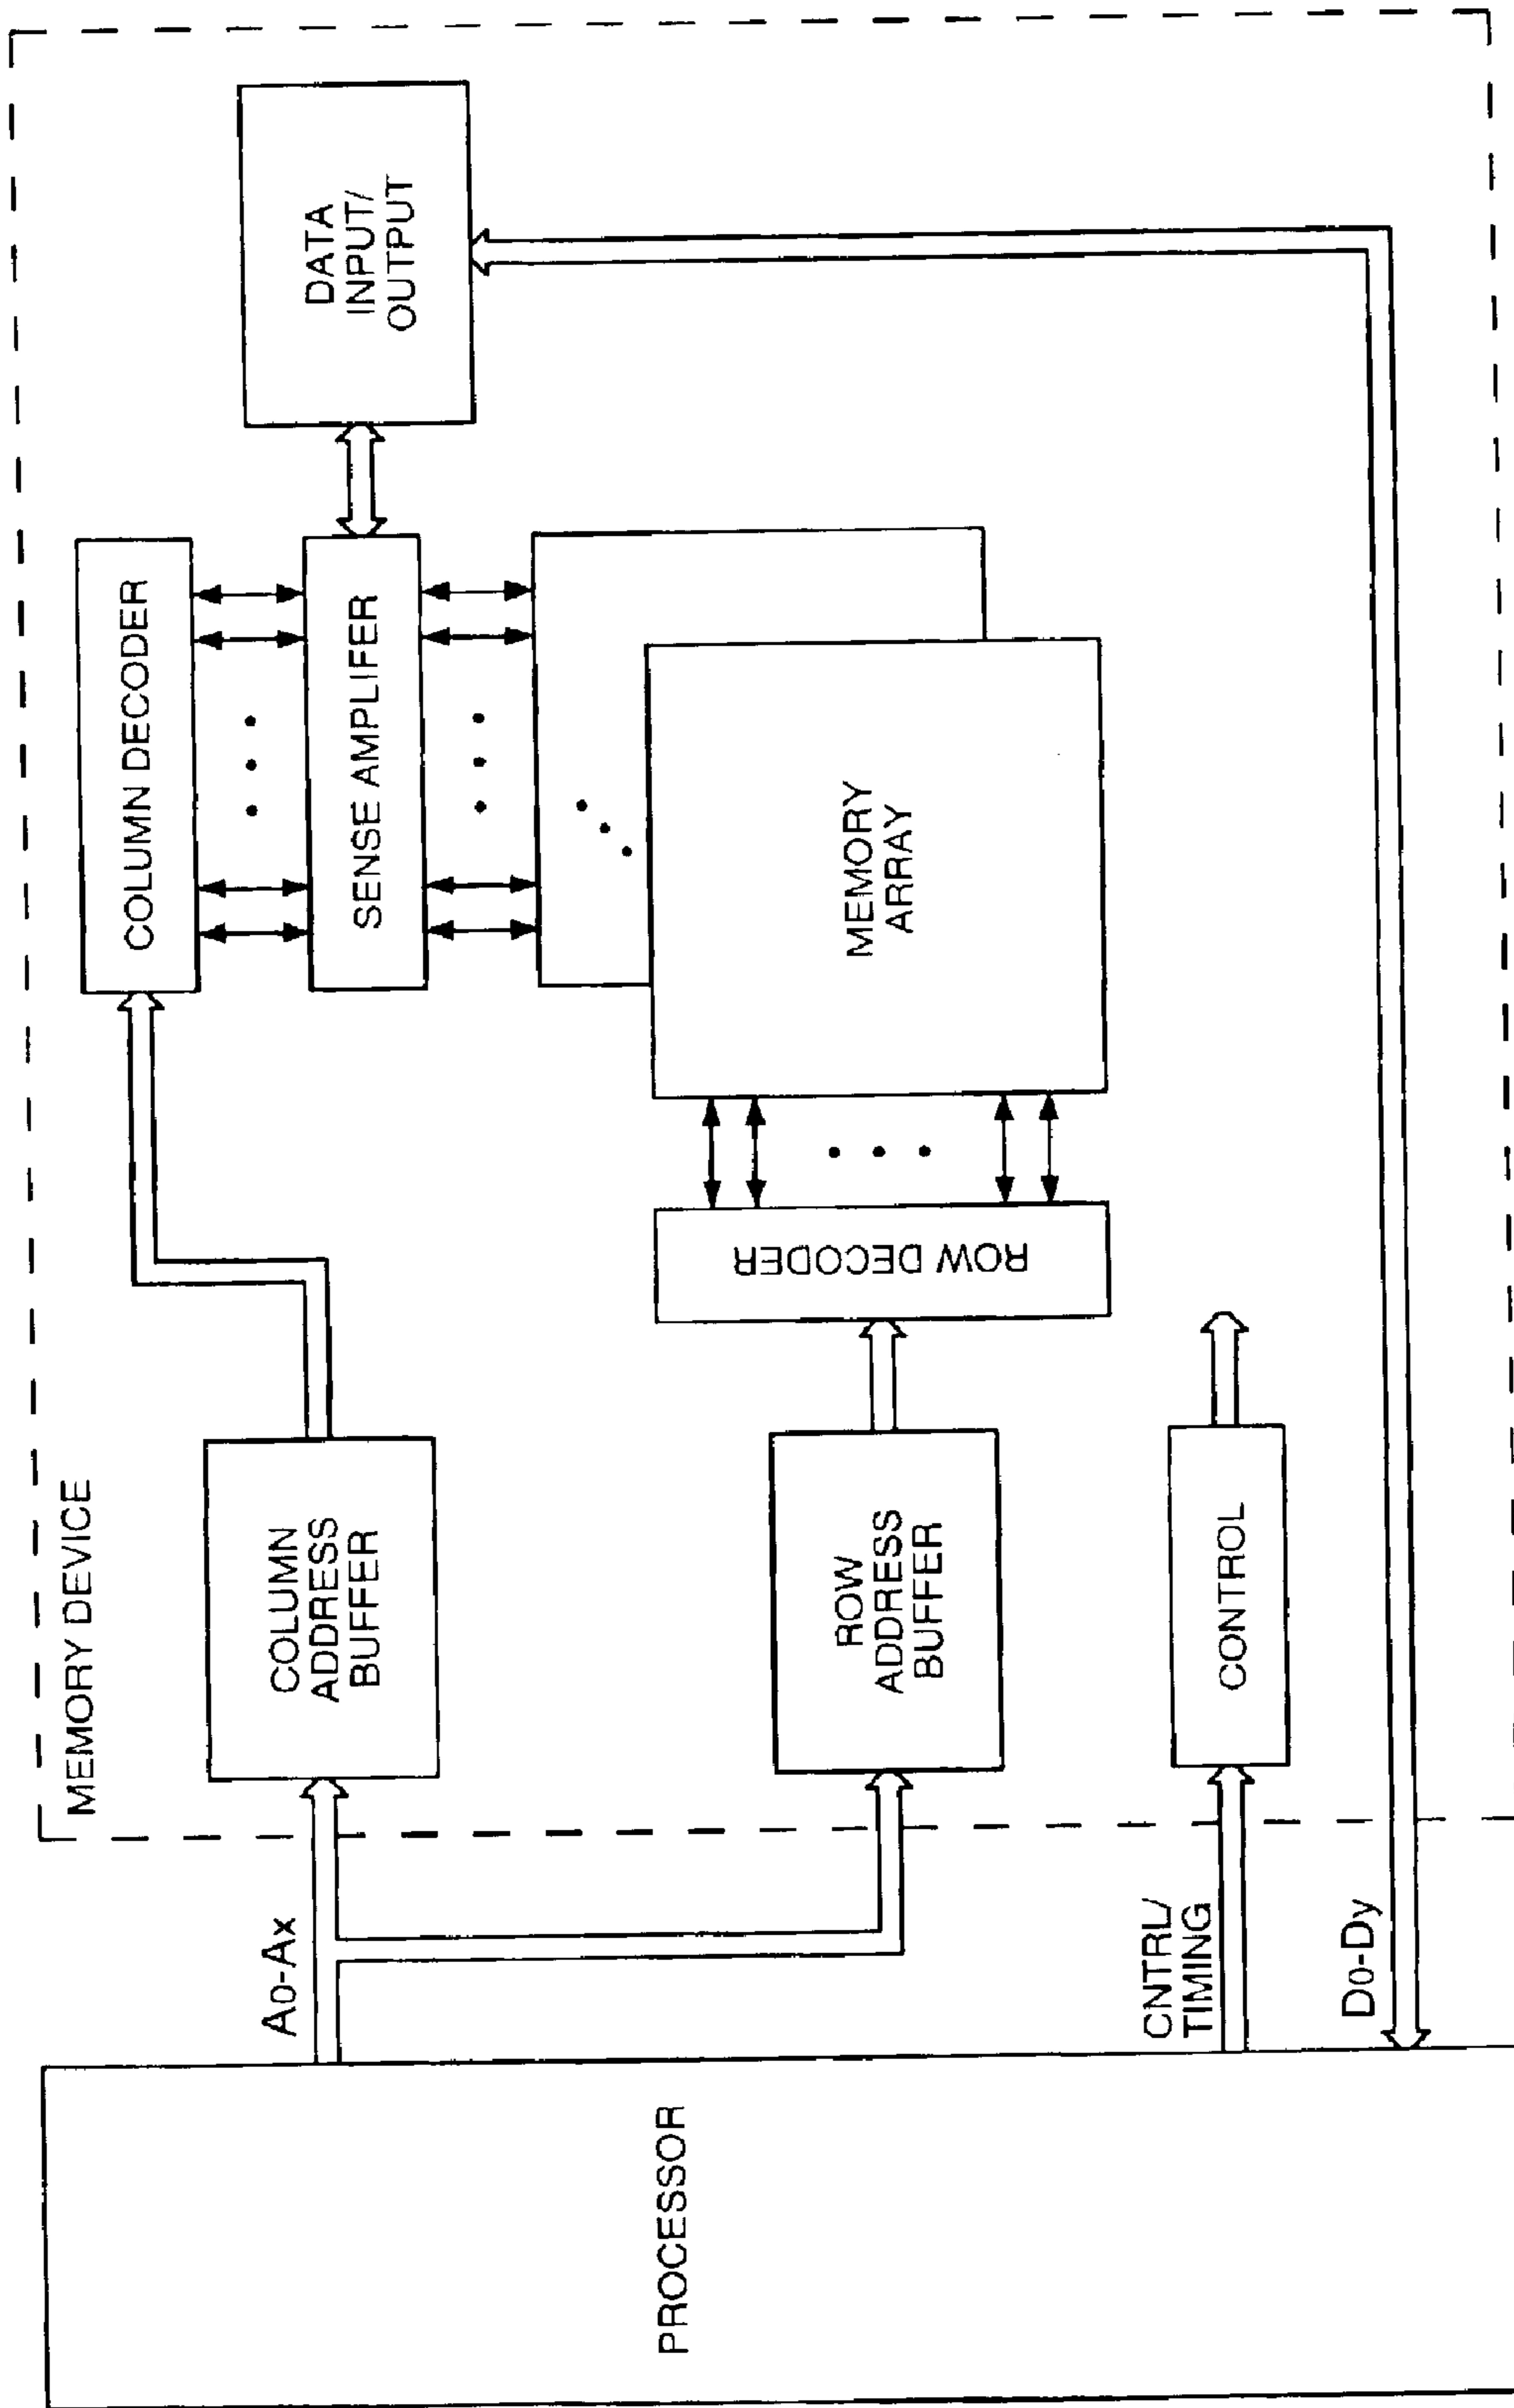 MEMORY DEVICE
PROCESSOR
A0-AX
COLUMN
ADDRESS
BUFFER
COLUMN DECODER
SENSE AMPLIFER
DATA
INPUT/
OUTPUT
ROW
ADDRESS
BUFFER
ROW DECODER
MEMORY
ARRAY
CNTRL/
TIMING
CONTROL
D0-Dy